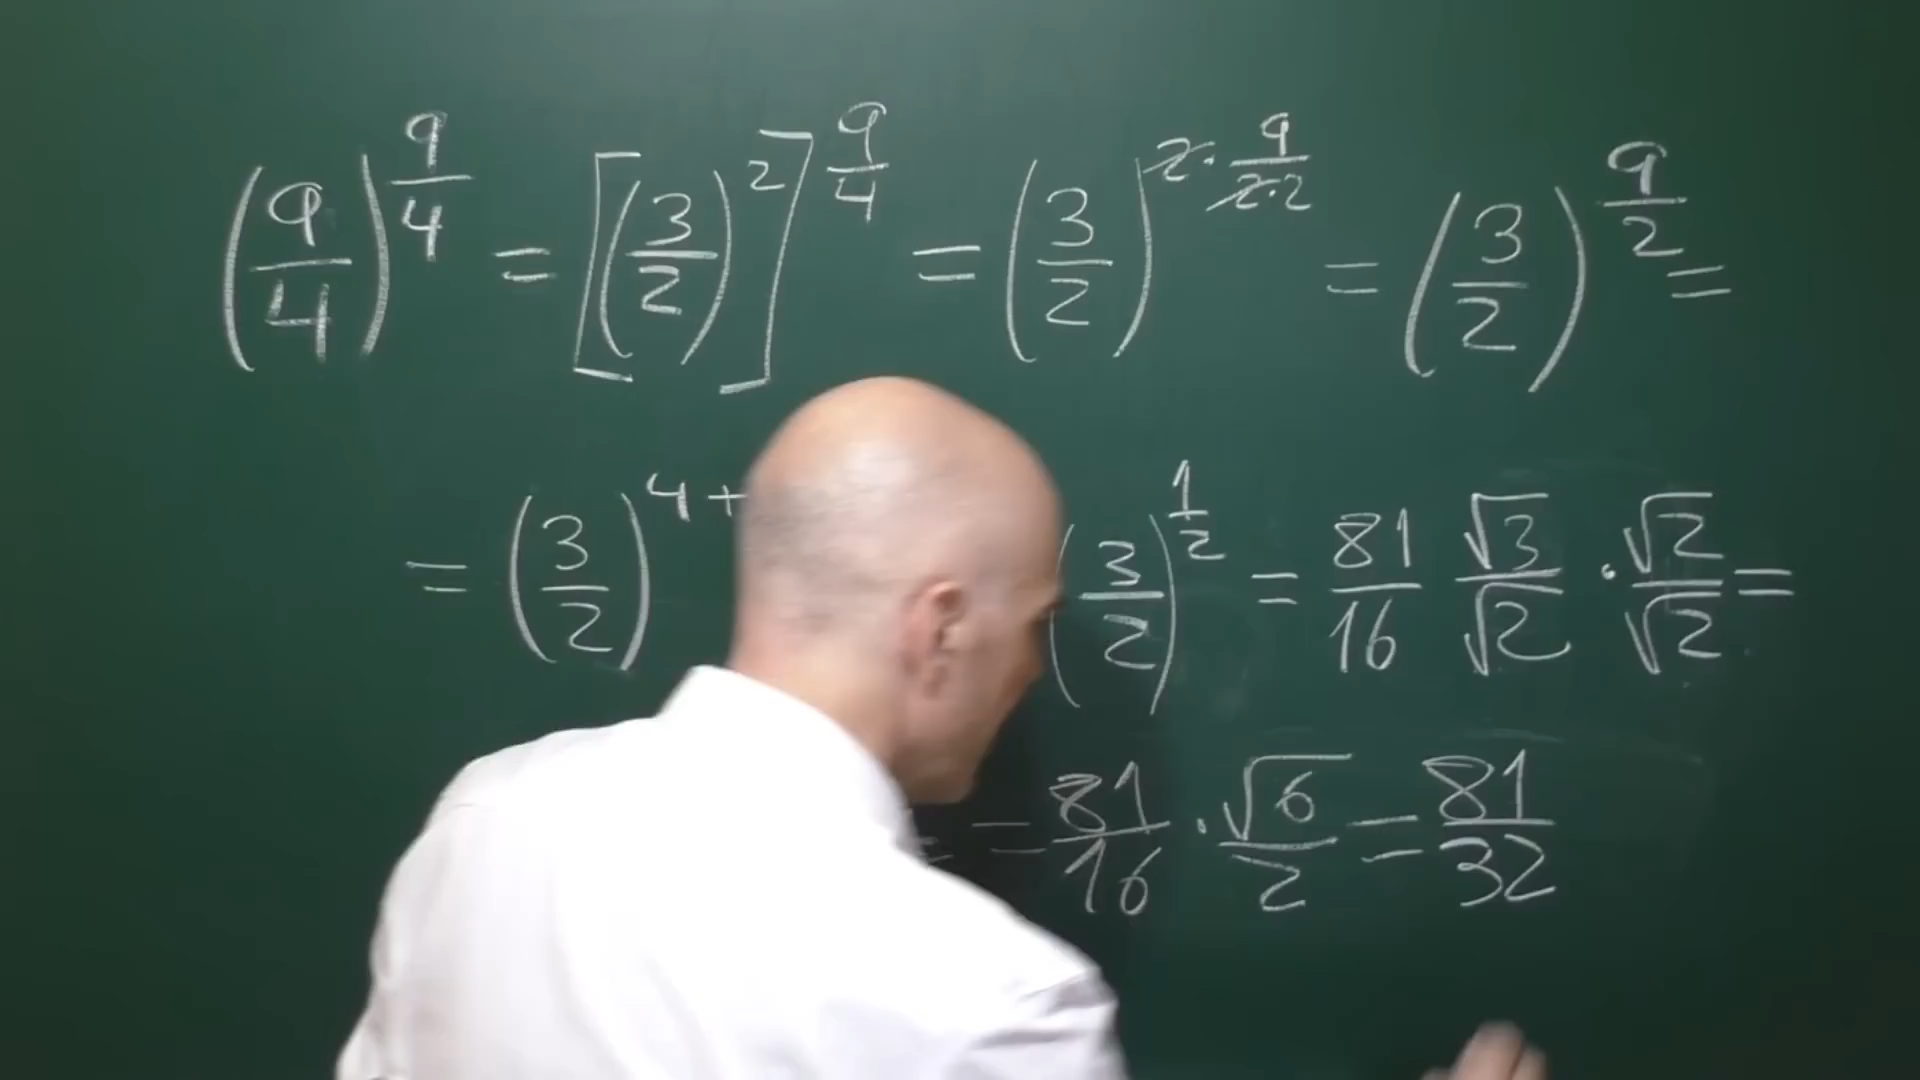 (9/4)^(9/4) = [(3/2)^2]^(9/4) = (3/2)^(2·9/(2·2)) = (3/2)^(9/2) =
= (3/2)^(4+ (3/2)^(1/2) = 81/16 √3/√2 · √2/√2 =
= 81/16 · √6/2 = 81/32